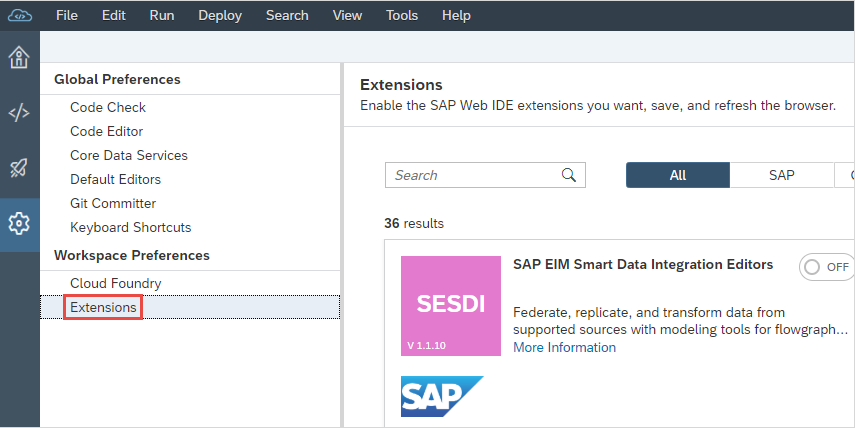 File Edit Run Deploy Search View Tools Help
Global Preferences
Code Check
Code Editor
Core Data Services
Default Editors
Git Committer
Keyboard Shortcuts
Workspace Preferences
Cloud Foundry
Extensions
Extensions
Enable the SAP Web IDE extensions you want, save, and refresh the browser.
Search
All SAP
36 results
SESDI
V 1.1.10
SAP EIM Smart Data Integration Editors
OFF
Federate, replicate, and transform data from
supported sources with modeling tools for flowgraph...
More Information
SAP